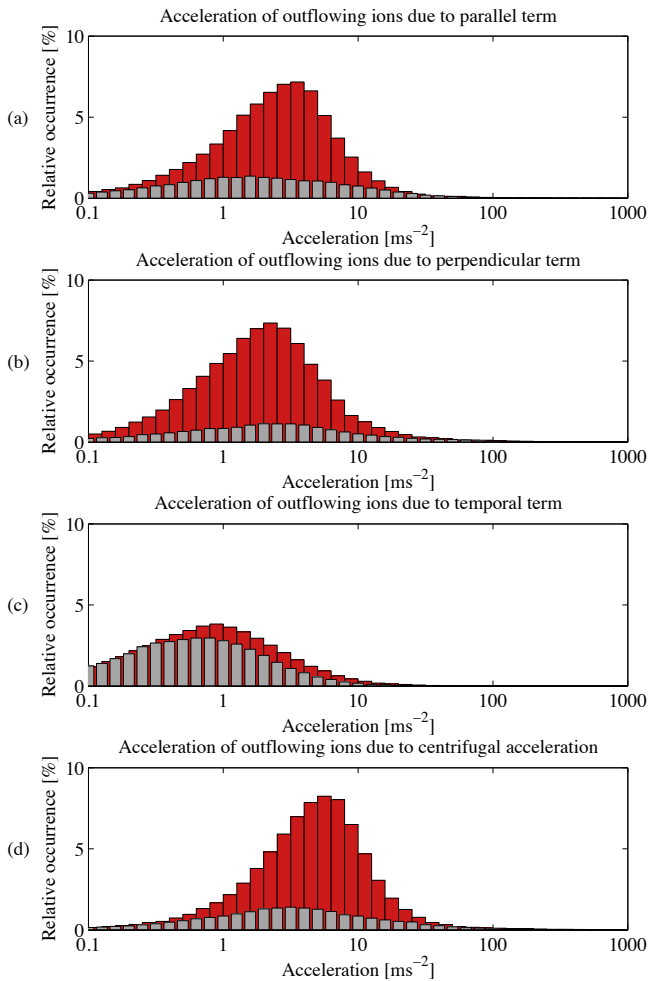 Acceleration of outflowing ions due to parallel term
(a)
Relative occurrence [%]
10
5
0
0.1 1 10 100 1000
Acceleration [ms⁻²]
Acceleration of outflowing ions due to perpendicular term
(b)
Relative occurrence [%]
10
5
0
0.1 1 10 100 1000
Acceleration [ms⁻²]
Acceleration of outflowing ions due to temporal term
(c)
Relative occurrence [%]
10
5
0
0.1 1 10 100 1000
Acceleration [ms⁻²]
Acceleration of outflowing ions due to centrifugal acceleration
(d)
Relative occurrence [%]
10
5
0
0.1 1 10 100 1000
Acceleration [ms⁻²]